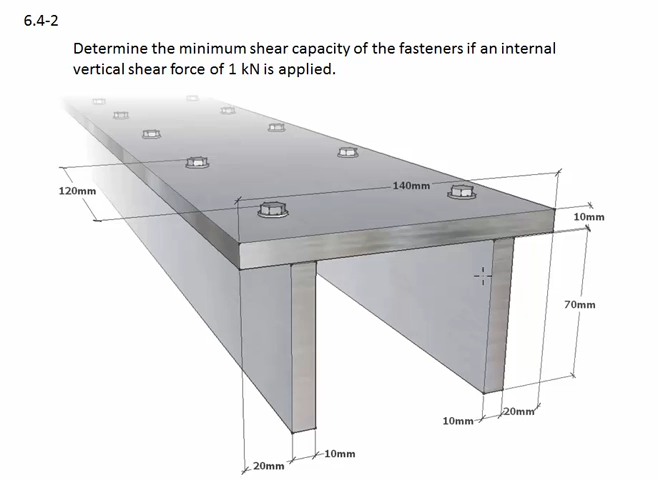 6.4-2
Determine the minimum shear capacity of the fasteners if an internal
vertical shear force of 1 kN is applied.
140mm
120mm
10mm
70mm
10mm
20mm
10mm
20mm